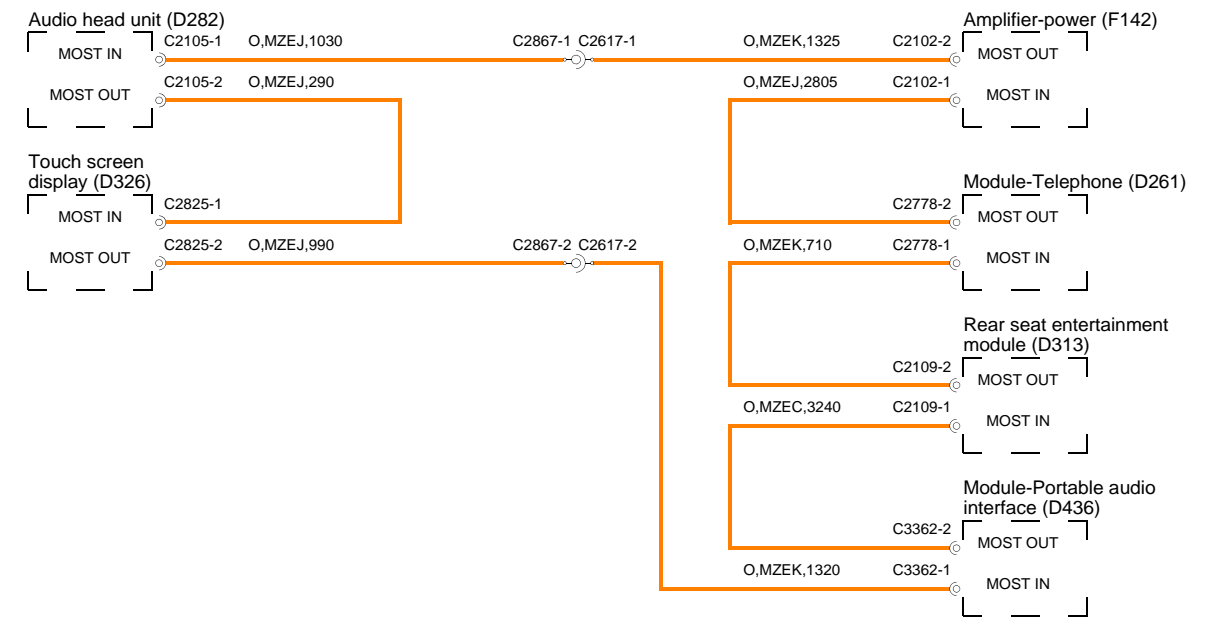 Audio head unit (D282)
Amplifier-power (F142)
MOST IN
C2105-1
O,MZEJ,1030
C2867-1
C2617-1
O,MZEK,1325
C2102-2
MOST OUT
MOST OUT
C2105-2
O,MZEJ,290
O,MZEJ,2805
C2102-1
MOST IN
Touch screen
display (D326)
Module-Telephone (D261)
MOST IN
C2825-1
C2778-2
MOST OUT
MOST OUT
C2825-2
O,MZEJ,990
C2867-2
C2617-2
O,MZEK,710
C2778-1
MOST IN
Rear seat entertainment
module (D313)
C2109-2
MOST OUT
O,MZEC,3240
C2109-1
MOST IN
Module-Portable audio
interface (D436)
C3362-2
MOST OUT
O,MZEK,1320
C3362-1
MOST IN